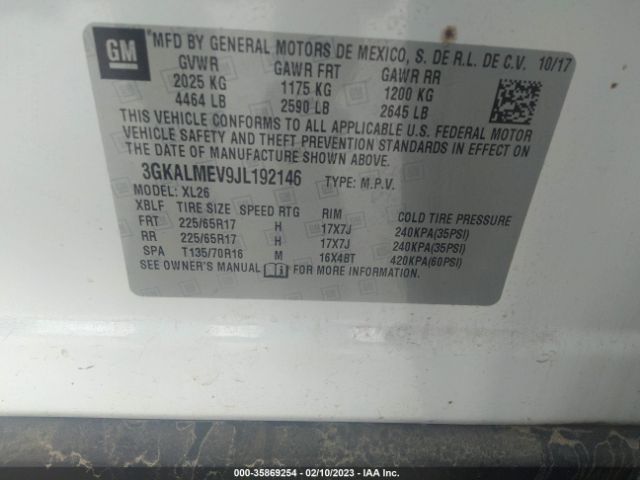 GM
*MFD BY GENERAL MOTORS DE MEXICO, S. DE R.L. DE C.V. 10/17
GVWR GAWR FRT GAWR RR
2025 KG 1175 KG 1200 KG
4464 LB 2590 LB 2645 LB
THIS VEHICLE CONFORMS TO ALL APPLICABLE U.S. FEDERAL MOTOR
VEHICLE SAFETY AND THEFT PREVENTION STANDARDS IN EFFECT ON
THE DATE OF MANUFACTURE SHOWN ABOVE.
3GKALMEV9JL192146 TYPE: M.P.V.
MODEL: XL26
XBLF TIRE SIZE SPEED RTG RIM COLD TIRE PRESSURE
FRT 225/65R17 H 17X7J 240KPA(35PSI)
RR 225/65R17 H 17X7J 240KPA(35PSI)
SPA T135/70R16 M 16X4BT 420KPA(60PSI)
SEE OWNER'S MANUAL FOR MORE INFORMATION.
000-35869254 - 02/10/2023 - IAA Inc.